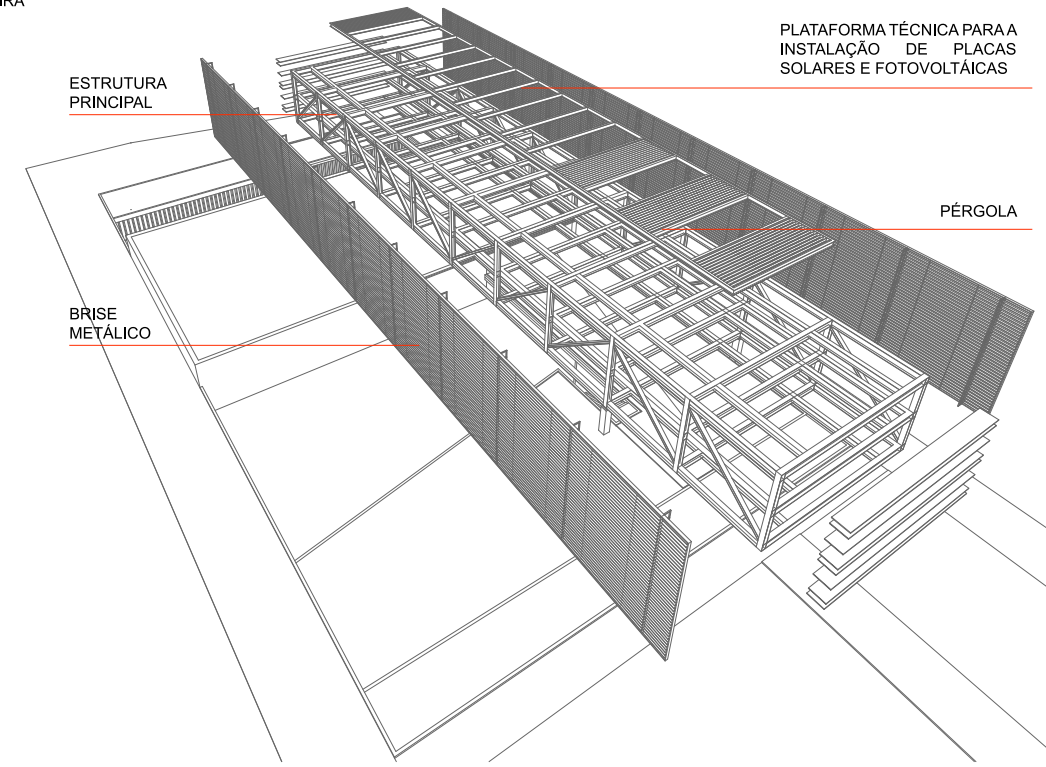 ESTRUTURA
PRINCIPAL
PLATAFORMA TÉCNICA PARA A
INSTALAÇÃO DE PLACAS
SOLARES E FOTOVOLTÁICAS
PÉRGOLA
BRISE
METÁLICO